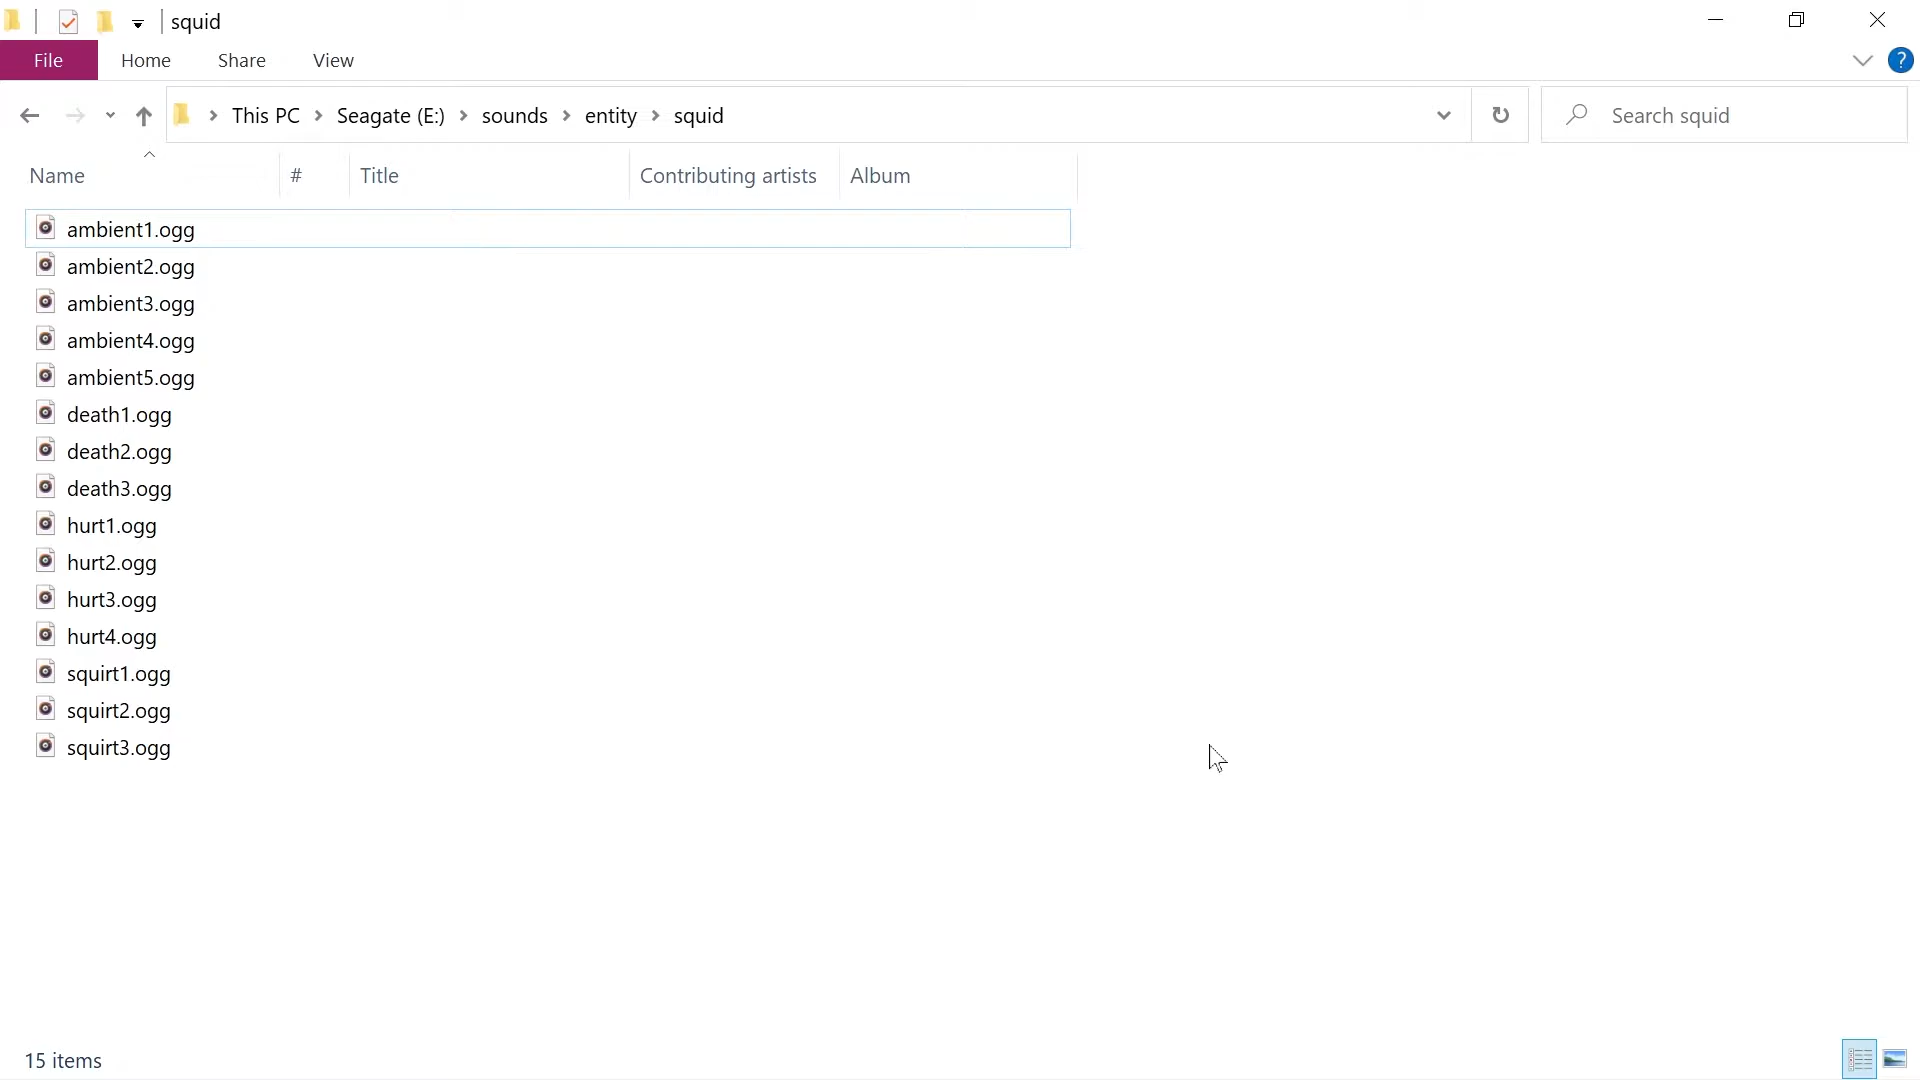 squid
File Home Share View ?
This PC Seagate (E:) sounds entity squid Search squid
Name # Title Contributing artists Album
ambient1.ogg
ambient2.ogg
ambient3.ogg
ambient4.ogg
ambient5.ogg
death1.ogg
death2.ogg
death3.ogg
hurt1.ogg
hurt2.ogg
hurt3.ogg
hurt4.ogg
squirt1.ogg
squirt2.ogg
squirt3.ogg
15 items